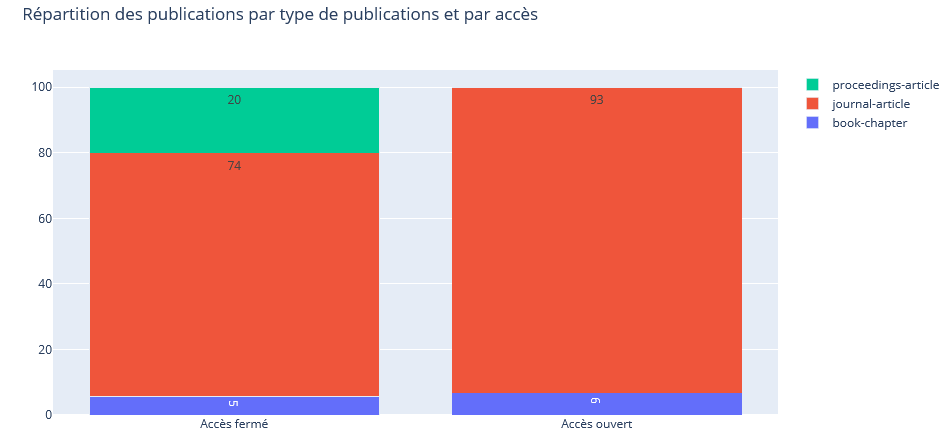 Répartition des publications par type de publications et par accès
100
80
60
40
20
0
20
74
5
93
6
Accès fermé
Accès ouvert
proceedings-article
journal-article
book-chapter